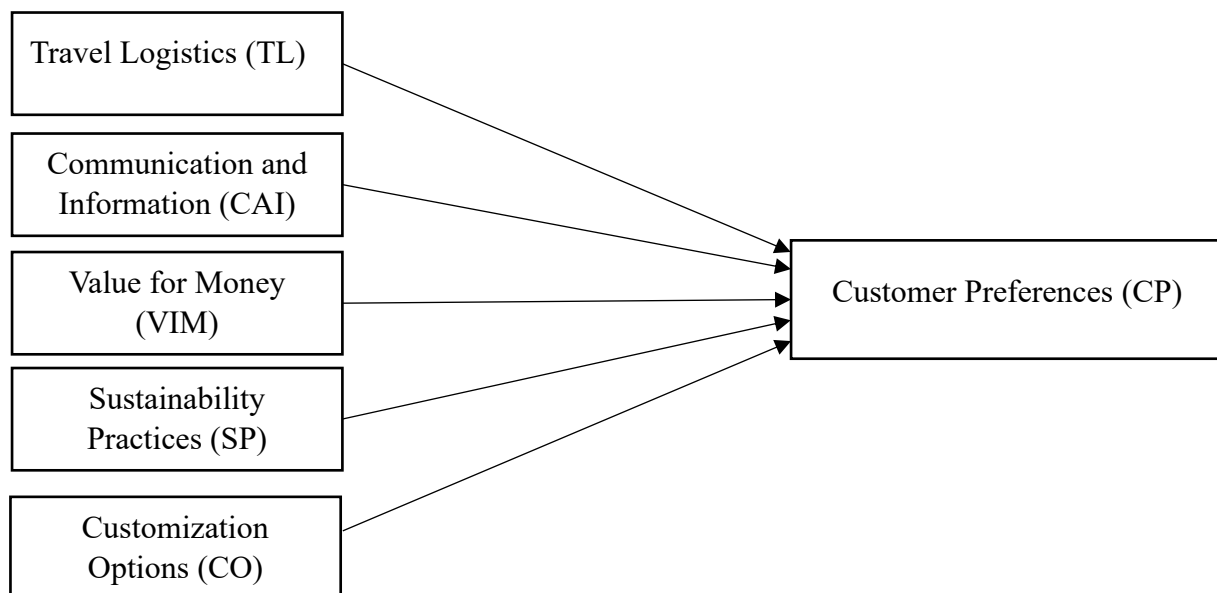 Travel Logistics (TL)
Communication and
Information (CAI)
Value for Money
(VIM)
Sustainability
Practices (SP)
Customization
Options (CO)
Customer Preferences (CP)